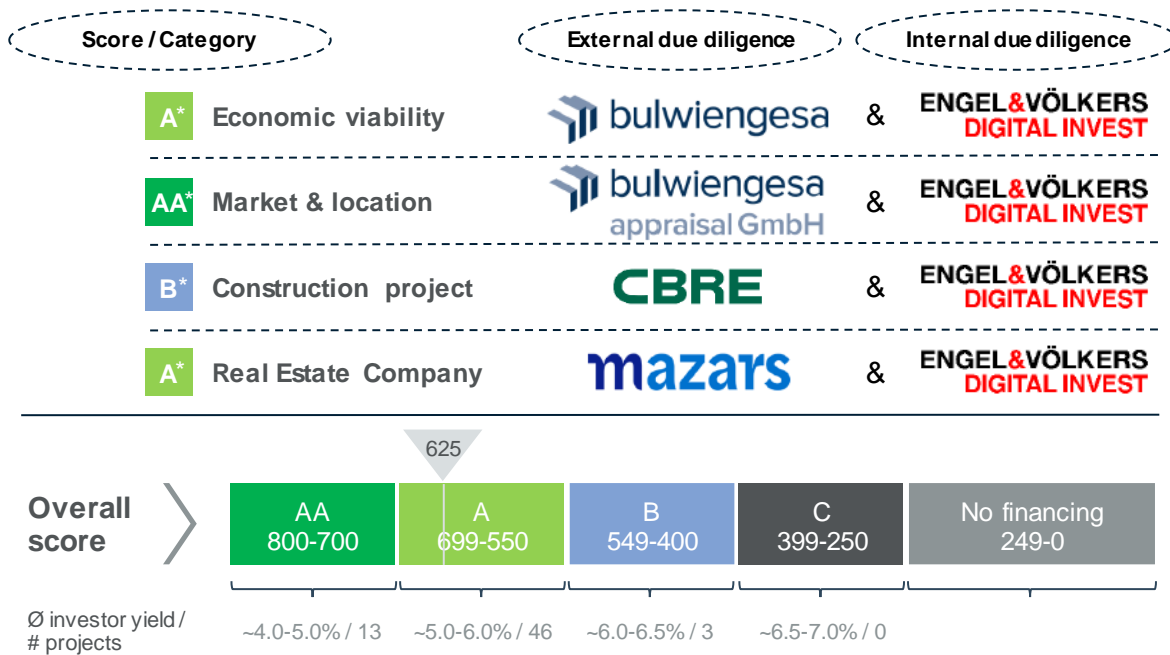 Score / Category
External due diligence
Internal due diligence
A* Economic viability
bulwiengesa
&
ENGEL&VÖLKERS
DIGITAL INVEST
AA* Market & location
bulwiengesa
appraisal GmbH
&
ENGEL&VÖLKERS
DIGITAL INVEST
B* Construction project
CBRE
&
ENGEL&VÖLKERS
DIGITAL INVEST
A* Real Estate Company
mazars
&
ENGEL&VÖLKERS
DIGITAL INVEST
625
Overall
score
AA
800-700
A
699-550
B
549-400
C
399-250
No financing
249-0
Ø investor yield /
# projects
~4.0-5.0% / 13
~5.0-6.0% / 46
~6.0-6.5% / 3
~6.5-7.0% / 0